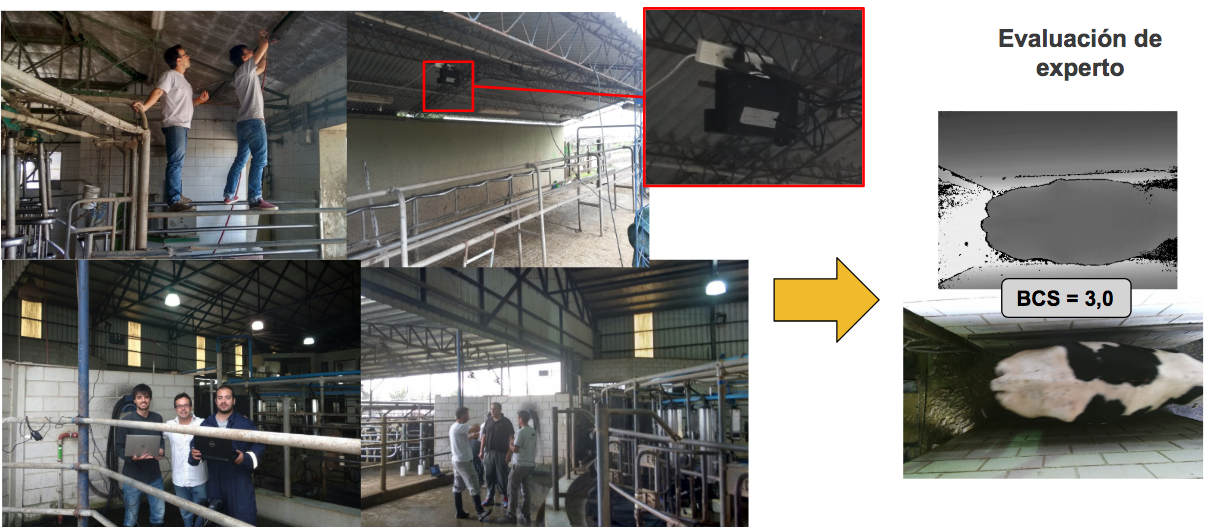 Evaluación de
experto
BCS = 3,0